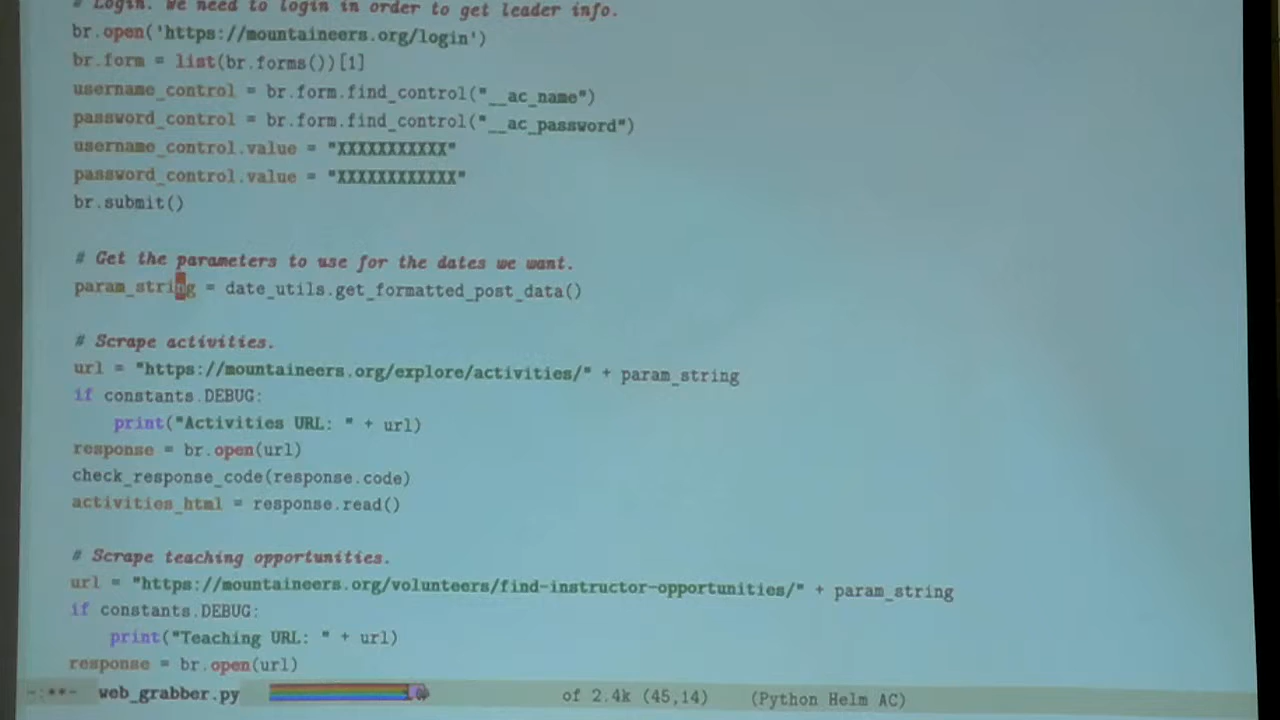 # Login. We need to login in order to get leader info.
br.open('https://mountaineers.org/login')
br.form = list(br.forms())[1]
username_control = br.form.find_control("__ac_name")
password_control = br.form.find_control("__ac_password")
username_control.value = "XXXXXXXXXXX"
password_control.value = "XXXXXXXXXXXX"
br.submit()
# Get the parameters to use for the dates we want.
param_string = date_utils.get_formatted_post_data()
# Scrape activities.
url = "https://mountaineers.org/explore/activities/" + param_string
if constants.DEBUG:
print("Activities URL: " + url)
response = br.open(url)
check_response_code(response.code)
activities_html = response.read()
# Scrape teaching opportunities.
url = "https://mountaineers.org/volunteers/find-instructor-opportunities/" + param_string
if constants.DEBUG:
print("Teaching URL: " + url)
response = br.open(url)
-:**- web_grabber.py of 2.4k (45,14) (Python Helm AC)